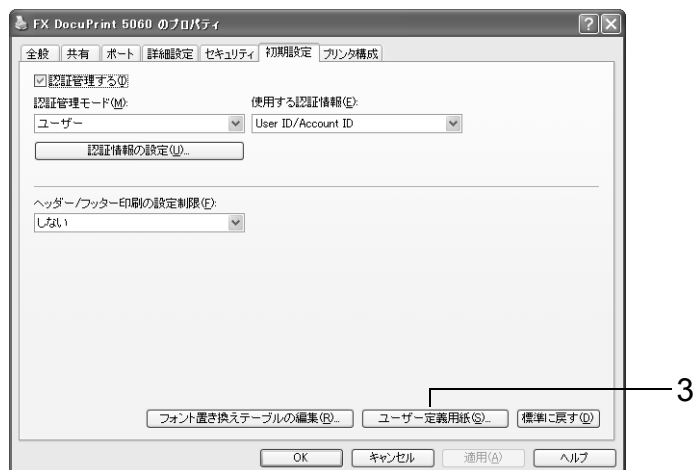 FX DocuPrint 5060 のプロパティ
全般 共有 ポート 詳細設定 セキュリティ 初期設定 プリンタ構成
認証管理する(I)
認証管理モード(M): 使用する認証情報(E):
ユーザー User ID/Account ID
認証情報の設定(U)...
ヘッダー/フッター印刷の設定制限(F):
しない
3
フォント置き換えテーブルの編集(R)... ユーザー定義用紙(S)... 標準に戻す(D)
OK キャンセル 適用(A) ヘルプ